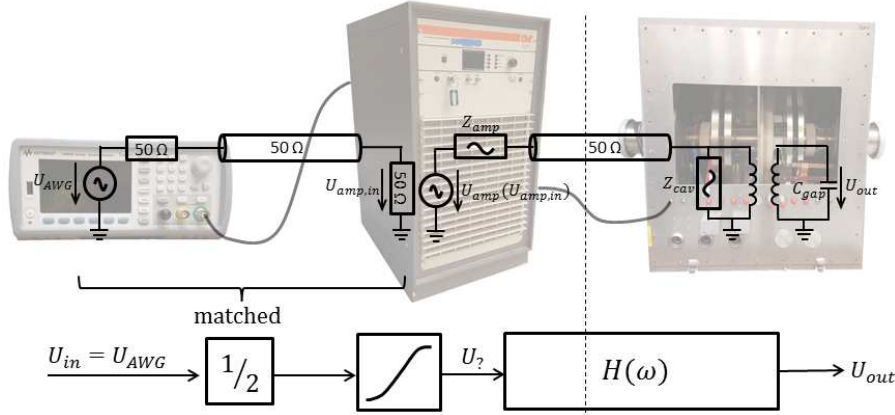 50 Ω
50 Ω
U_AWG
U_amp,in
50 Ω
Z_amp
U_amp(U_amp,in)
50 Ω
Z_cav
C_gap
U_out
matched
U_in = U_AWG
1/2
U_?
H(ω)
U_out